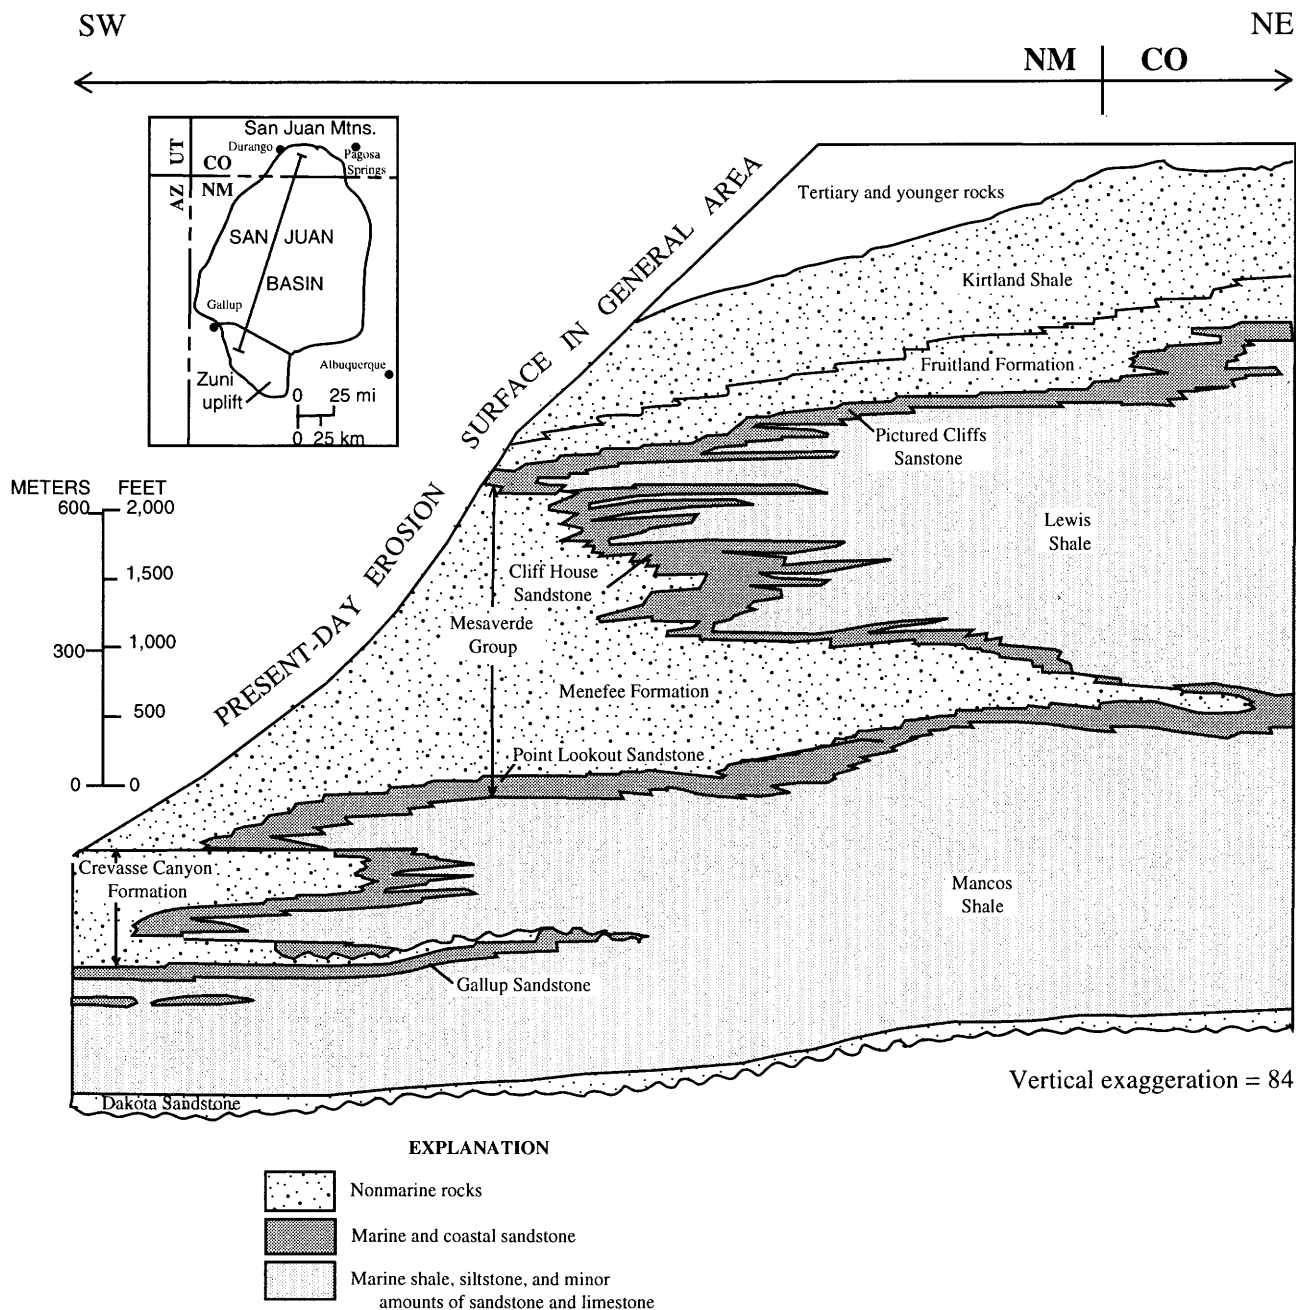 SW
NE
NM
CO
San Juan Mtns.
Durango
Pagosa
Springs
UT
CO
AZ
NM
SAN JUAN
BASIN
Gallup
Albuquerque
Zuni
uplift
0 25 mi
0 25 km
PRESENT-DAY EROSION SURFACE IN GENERAL AREA
Tertiary and younger rocks
Kirtland Shale
Fruitland Formation
Pictured Cliffs
Sanstone
METERS FEET
600 2,000
1,500
300 1,000
500
0 0
Lewis
Shale
Cliff House
Sandstone
Mesaverde
Group
Menefee Formation
Point Lookout Sandstone
Crevasse Canyon
Formation
Mancos
Shale
Gallup Sandstone
Dakota Sandstone
Vertical exaggeration = 84
EXPLANATION
Nonmarine rocks
Marine and coastal sandstone
Marine shale, siltstone, and minor
amounts of sandstone and limestone